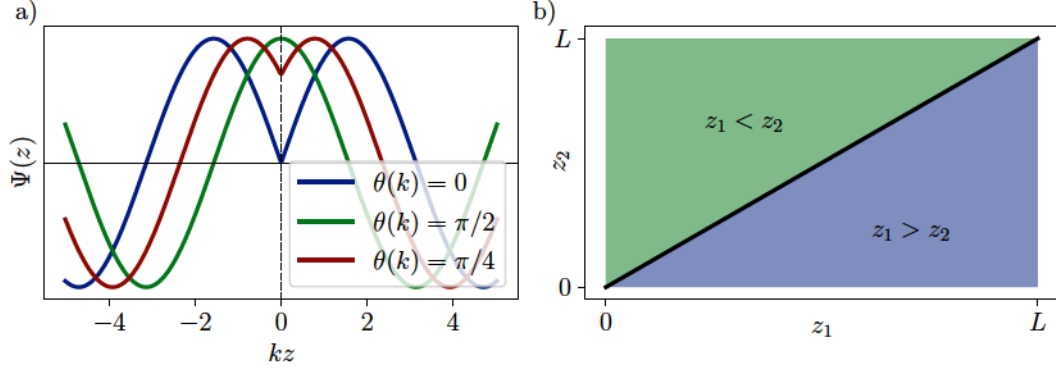 a)
Ψ(z)
θ(k) = 0
θ(k) = π/2
θ(k) = π/4
−4 −2 0 2 4
kz
b)
L
z₂
0
z₁ < z₂
z₁ > z₂
0 L
z₁